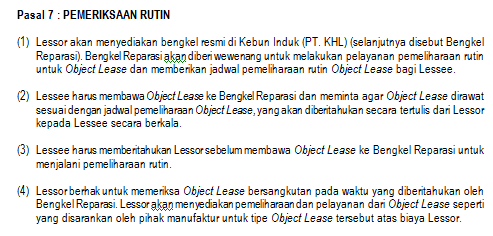 Pasal 7 : PEMERIKSAAN RUTIN
(1) Lessor akan menyediakan bengkel resmi di Kebun Induk (PT. KHL) (selanjutnya disebut Bengkel
Reparasi). Bengkel Reparasi akan diberi wewenang untuk melakukan pelayanan pemeliharaan rutin
untuk Object Lease dan memberikan jadwal pemeliharaan rutin Object Lease bagi Lessee.
(2) Lessee harus membawa Object Lease ke Bengkel Reparasi dan meminta agar Object Lease dirawat
sesuai dengan jadwal pemeliharaan Object Lease, yang akan diberitahukan secara tertulis dari Lessor
kepada Lessee secara berkala.
(3) Lessee harus memberitahukan Lessor sebelum membawa Object Lease ke Bengkel Reparasi untuk
menjalani pemeliharaan rutin.
(4) Lessor berhak untuk memeriksa Object Lease bersangkutan pada waktu yang diberitahukan oleh
Bengkel Reparasi. Lessor akan menyediakan pemeliharaan dan pelayanan dari Object Lease seperti
yang disarankan oleh pihak manufaktur untuk tipe Object Lease tersebut atas biaya Lessor.